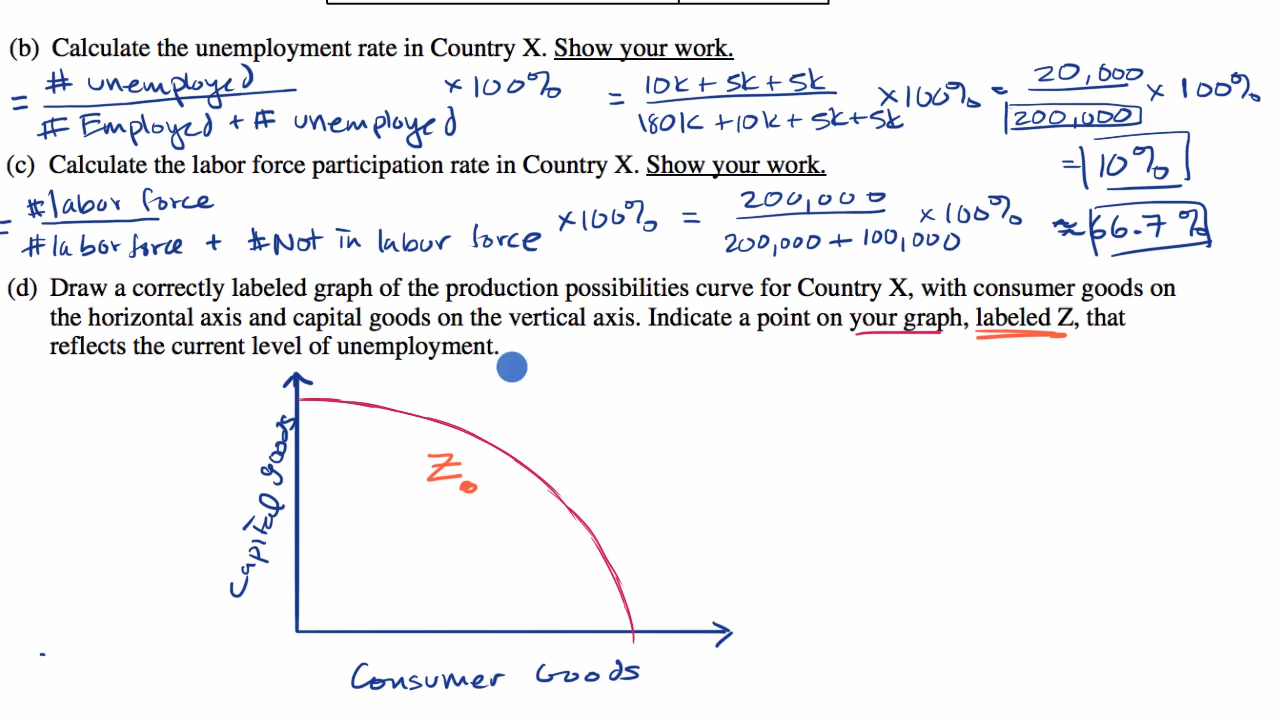 (b) Calculate the unemployment rate in Country X. Show your work.
= # unemployed / # Employed + # unemployed × 100% = 10k + 5k + 5k / 180k + 10k + 5k + 5k × 100% = 20,000 / 200,000 × 100%
= 10%
(c) Calculate the labor force participation rate in Country X. Show your work.
= # labor force / # labor force + # Not in labor force × 100% = 200,000 / 200,000 + 100,000 × 100% ≈ 66.7%
(d) Draw a correctly labeled graph of the production possibilities curve for Country X, with consumer goods on
the horizontal axis and capital goods on the vertical axis. Indicate a point on your graph, labeled Z, that
reflects the current level of unemployment.
Capital goods
Z
Consumer Goods